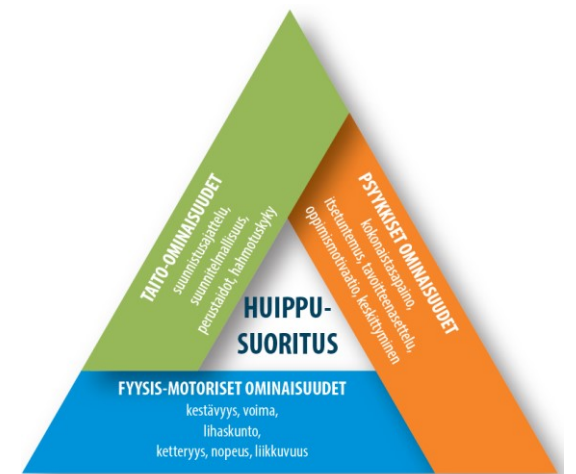 TAITO-OMINAISUUDET
suunnistusajattelu,
suunnitelmallisuus,
perustaidot, hahmotuskyky
PSYYKKISET OMINAISUUDET
kokonaistasapaino,
itsetuntemus, tavoitteenasettelu,
oppimismotivaatio, keskittyminen
HUIPPU-
SUORITUS
FYYSIS-MOTORISET OMINAISUUDET
kestävyys, voima,
lihaskunto,
ketteryys, nopeus, liikkuvuus